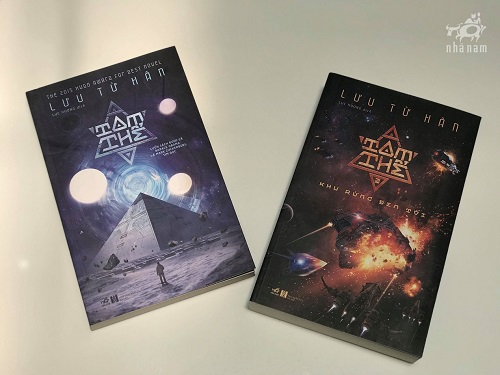 nhã nam
THE 2015 HUGO AWARD FOR BEST NOVEL
LƯU TỪ HÂN
TAM
THỂ
LƯU TỪ HÂN
TAM
THỂ
KHU RỪNG ĐEN TỐI